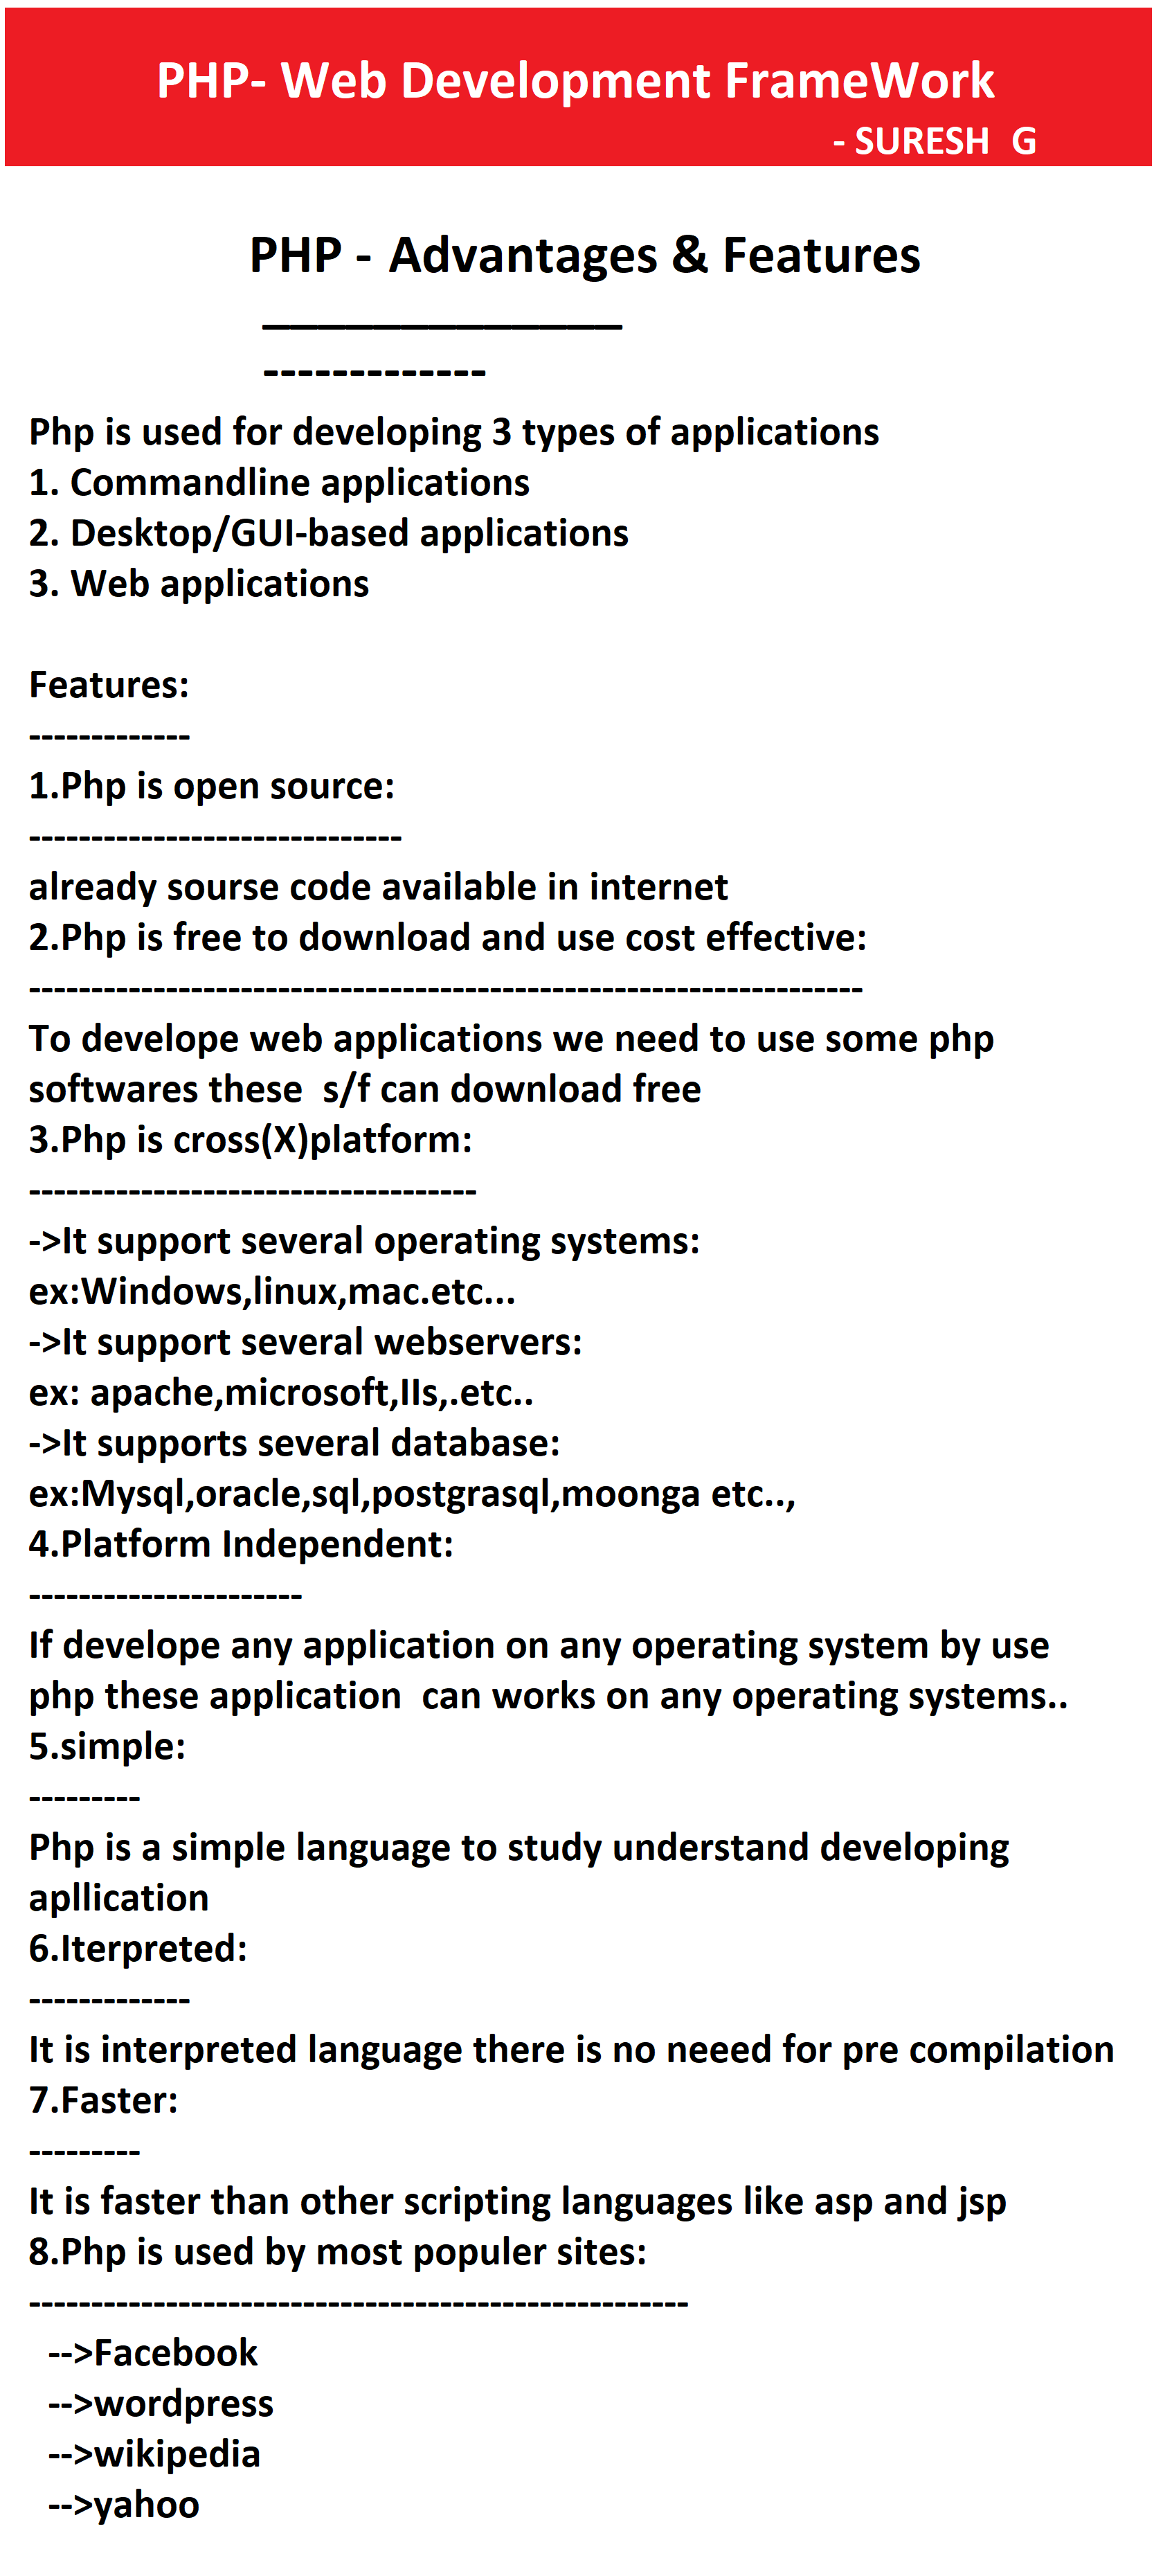 PHP- Web Development FrameWork
- SURESH  G
PHP - Advantages & Features
_____________
-------------
Php is used for developing 3 types of applications
1. Commandline applications
2. Desktop/GUI-based applications
3. Web applications
Features:
-------------
1.Php is open source:
------------------------------
already sourse code available in internet
2.Php is free to download and use cost effective:
-------------------------------------------------------------------
To develope web applications we need to use some php
softwares these  s/f can download free
3.Php is cross(X)platform:
------------------------------------
->It support several operating systems:
ex:Windows,linux,mac.etc...
->It support several webservers:
ex: apache,microsoft,IIs,.etc..
->It supports several database:
ex:Mysql,oracle,sql,postgrasql,moonga etc..,
4.Platform Independent:
----------------------
If develope any application on any operating system by use
php these application  can works on any operating systems..
5.simple:
---------
Php is a simple language to study understand developing
apllication
6.Iterpreted:
-------------
It is interpreted language there is no neeed for pre compilation
7.Faster:
---------
It is faster than other scripting languages like asp and jsp
8.Php is used by most populer sites:
-----------------------------------------------------
-->Facebook
-->wordpress
-->wikipedia
-->yahoo